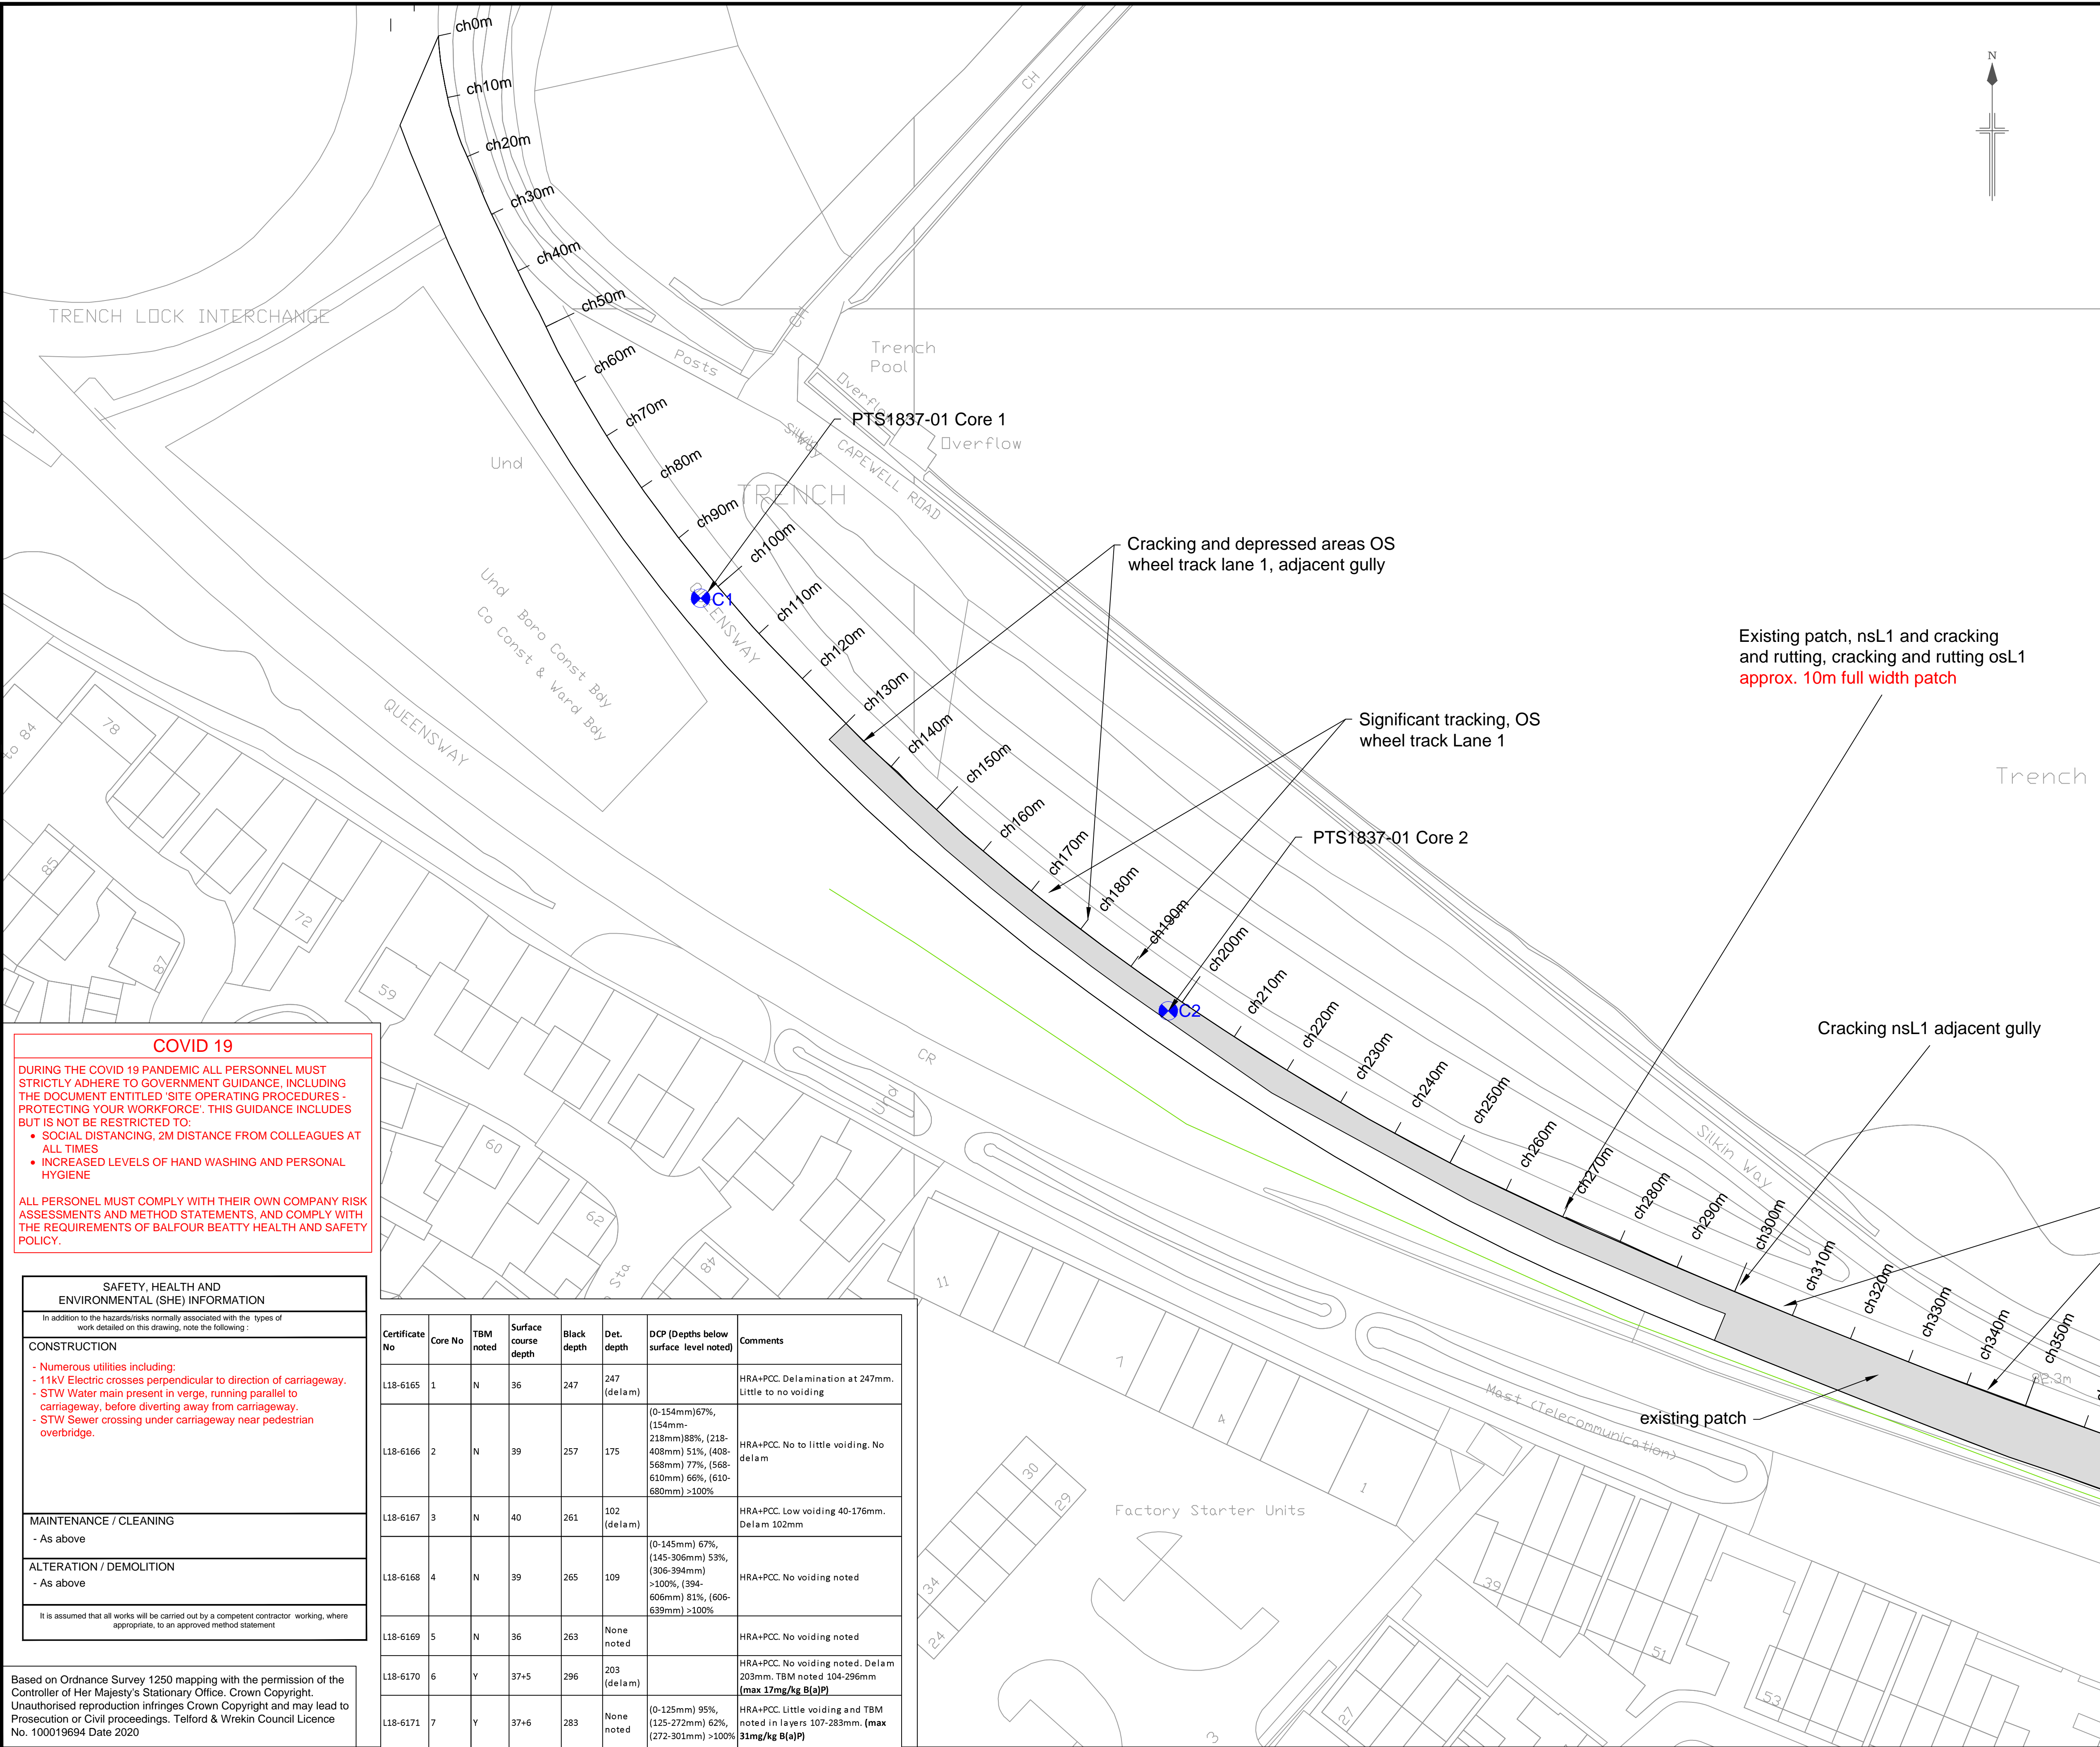 ch0m
ch10m
ch20m
ch30m
ch40m
ch50m
ch60m
ch70m
ch80m
ch90m
ch100m
ch110m
ch120m
ch130m
ch140m
ch150m
ch160m
ch170m
ch180m
ch190m
ch200m
ch210m
ch220m
ch230m
ch240m
ch250m
ch260m
ch270m
ch280m
ch290m
ch300m
ch310m
ch320m
ch330m
ch340m
ch350m
N
CH
CH
TRENCH LOCK INTERCHANGE
Posts
Trench
Pool
Overflow
Overflow
Silkin
Way
CAPEWELL ROAD
TRENCH
Und
PTS1837-01 Core 1
C1
QUEENSWAY
Und Boro Const Bdy
Co Const & Ward Bdy
QUEENSWAY
Cracking and depressed areas OS
wheel track lane 1, adjacent gully
Significant tracking, OS
wheel track Lane 1
PTS1837-01 Core 2
C2
Existing patch, nsL1 and cracking
and rutting, cracking and rutting osL1
approx. 10m full width patch
Trench
Cracking nsL1 adjacent gully
Silkin Way
92.3m
existing patch
Mast (Telecommunication)
Factory Starter Units
CR
Und
Sta
to 84
78
85
87
72
59
60
62
48
11
7
4
1
30
29
34
24
39
51
53
27
3
COVID 19
DURING THE COVID 19 PANDEMIC ALL PERSONNEL MUST
STRICTLY ADHERE TO GOVERNMENT GUIDANCE, INCLUDING
THE DOCUMENT ENTITLED 'SITE OPERATING PROCEDURES -
PROTECTING YOUR WORKFORCE'. THIS GUIDANCE INCLUDES
BUT IS NOT BE RESTRICTED TO:
• SOCIAL DISTANCING, 2M DISTANCE FROM COLLEAGUES AT
ALL TIMES
• INCREASED LEVELS OF HAND WASHING AND PERSONAL
HYGIENE
ALL PERSONEL MUST COMPLY WITH THEIR OWN COMPANY RISK
ASSESSMENTS AND METHOD STATEMENTS, AND COMPLY WITH
THE REQUIREMENTS OF BALFOUR BEATTY HEALTH AND SAFETY
POLICY.
SAFETY, HEALTH AND
ENVIRONMENTAL (SHE) INFORMATION
In addition to the hazards/risks normally associated with the types of
work detailed on this drawing, note the following :
CONSTRUCTION
- Numerous utilities including:
- 11kV Electric crosses perpendicular to direction of carriageway.
- STW Water main present in verge, running parallel to
carriageway, before diverting away from carriageway.
- STW Sewer crossing under carriageway near pedestrian
overbridge.
MAINTENANCE / CLEANING
- As above
ALTERATION / DEMOLITION
- As above
It is assumed that all works will be carried out by a competent contractor working, where
appropriate, to an approved method statement
Based on Ordnance Survey 1250 mapping with the permission of the
Controller of Her Majesty's Stationary Office. Crown Copyright.
Unauthorised reproduction infringes Crown Copyright and may lead to
Prosecution or Civil proceedings. Telford & Wrekin Council Licence
No. 100019694 Date 2020
Certificate No | Core No | TBM noted | Surface course depth | Black depth | Det. depth | DCP (Depths below surface level noted) | Comments
L18-6165 | 1 | N | 36 | 247 | 247 (delam) | | HRA+PCC. Delamination at 247mm. Little to no voiding
L18-6166 | 2 | N | 39 | 257 | 175 | (0-154mm)67%, (154mm-218mm)88%, (218-408mm) 51%, (408-568mm) 77%, (568-610mm) 66%, (610-680mm) >100% | HRA+PCC. No to little voiding. No delam
L18-6167 | 3 | N | 40 | 261 | 102 (delam) | | HRA+PCC. Low voiding 40-176mm. Delam 102mm
L18-6168 | 4 | N | 39 | 265 | 109 | (0-145mm) 67%, (145-306mm) 53%, (306-394mm) >100%, (394-606mm) 81%, (606-639mm) >100% | HRA+PCC. No voiding noted
L18-6169 | 5 | N | 36 | 263 | None noted | | HRA+PCC. No voiding noted
L18-6170 | 6 | Y | 37+5 | 296 | 203 (delam) | | HRA+PCC. No voiding noted. Delam 203mm. TBM noted 104-296mm (max 17mg/kg B(a)P)
L18-6171 | 7 | Y | 37+6 | 283 | None noted | (0-125mm) 95%, (125-272mm) 62%, (272-301mm) >100% | HRA+PCC. Little voiding and TBM noted in layers 107-283mm. (max 31mg/kg B(a)P)